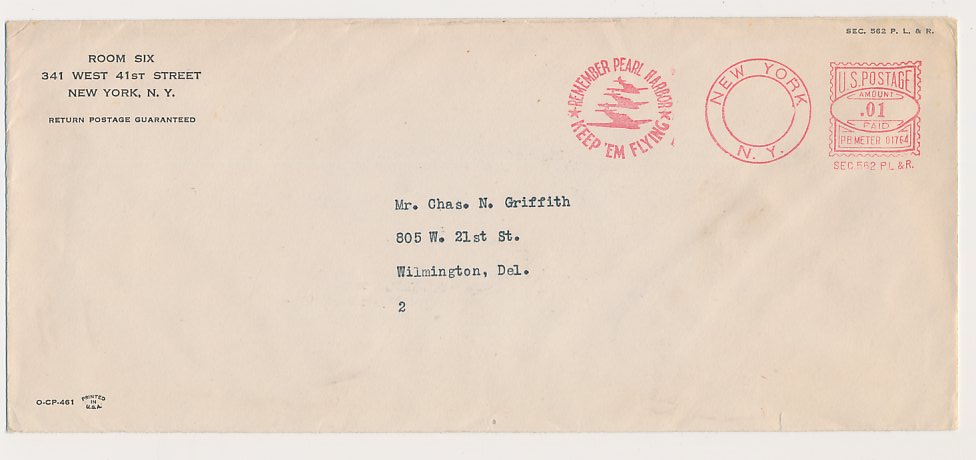 SEC. 562 P. L. & R.
ROOM SIX
341 WEST 41ST STREET
NEW YORK, N. Y.
RETURN POSTAGE GUARANTEED
REMEMBER PEARL HARBOR
KEEP 'EM FLYING
NEW YORK
N. Y.
U.S. POSTAGE
AMOUNT
.01
PAID
P B METER 01764
SEC. 562 P. L. & R.
Mr. Chas. N. Griffith
805 W. 21st St.
Wilmington, Del.
2
O-CP-461
PRINTED
IN
U.S.A.